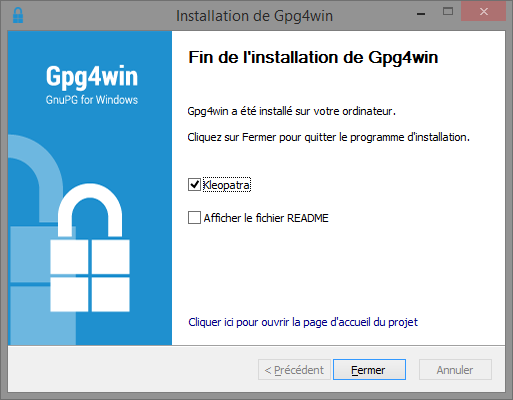 Installation de Gpg4win
Gpg4win
GnuPG for Windows
Fin de l'installation de Gpg4win
Gpg4win a été installé sur votre ordinateur.
Cliquez sur Fermer pour quitter le programme d'installation.
Kleopatra
Afficher le fichier README
Cliquer ici pour ouvrir la page d'accueil du projet
< Précédent
Fermer
Annuler